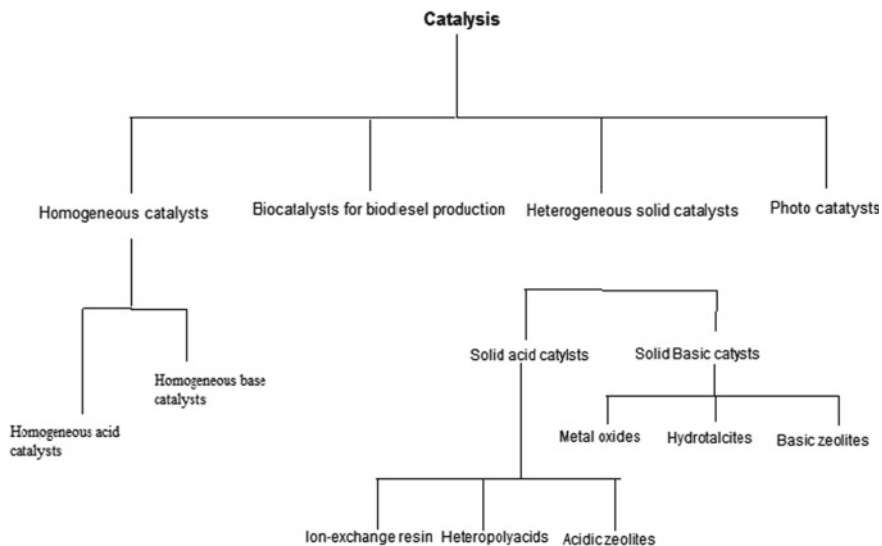 Catalysis
Homogeneous catalysts
Biocatalysts for biodiesel production
Heterogeneous solid catalysts
Photo catatysts
Homogeneous acid
catalysts
Homogeneous base
catalysts
Solid acid catylsts
Solid Basic catysts
Ion-exchange resin
Heteropolyacids
Acidic zeolites
Metal oxides
Hydrotalcites
Basic zeolites